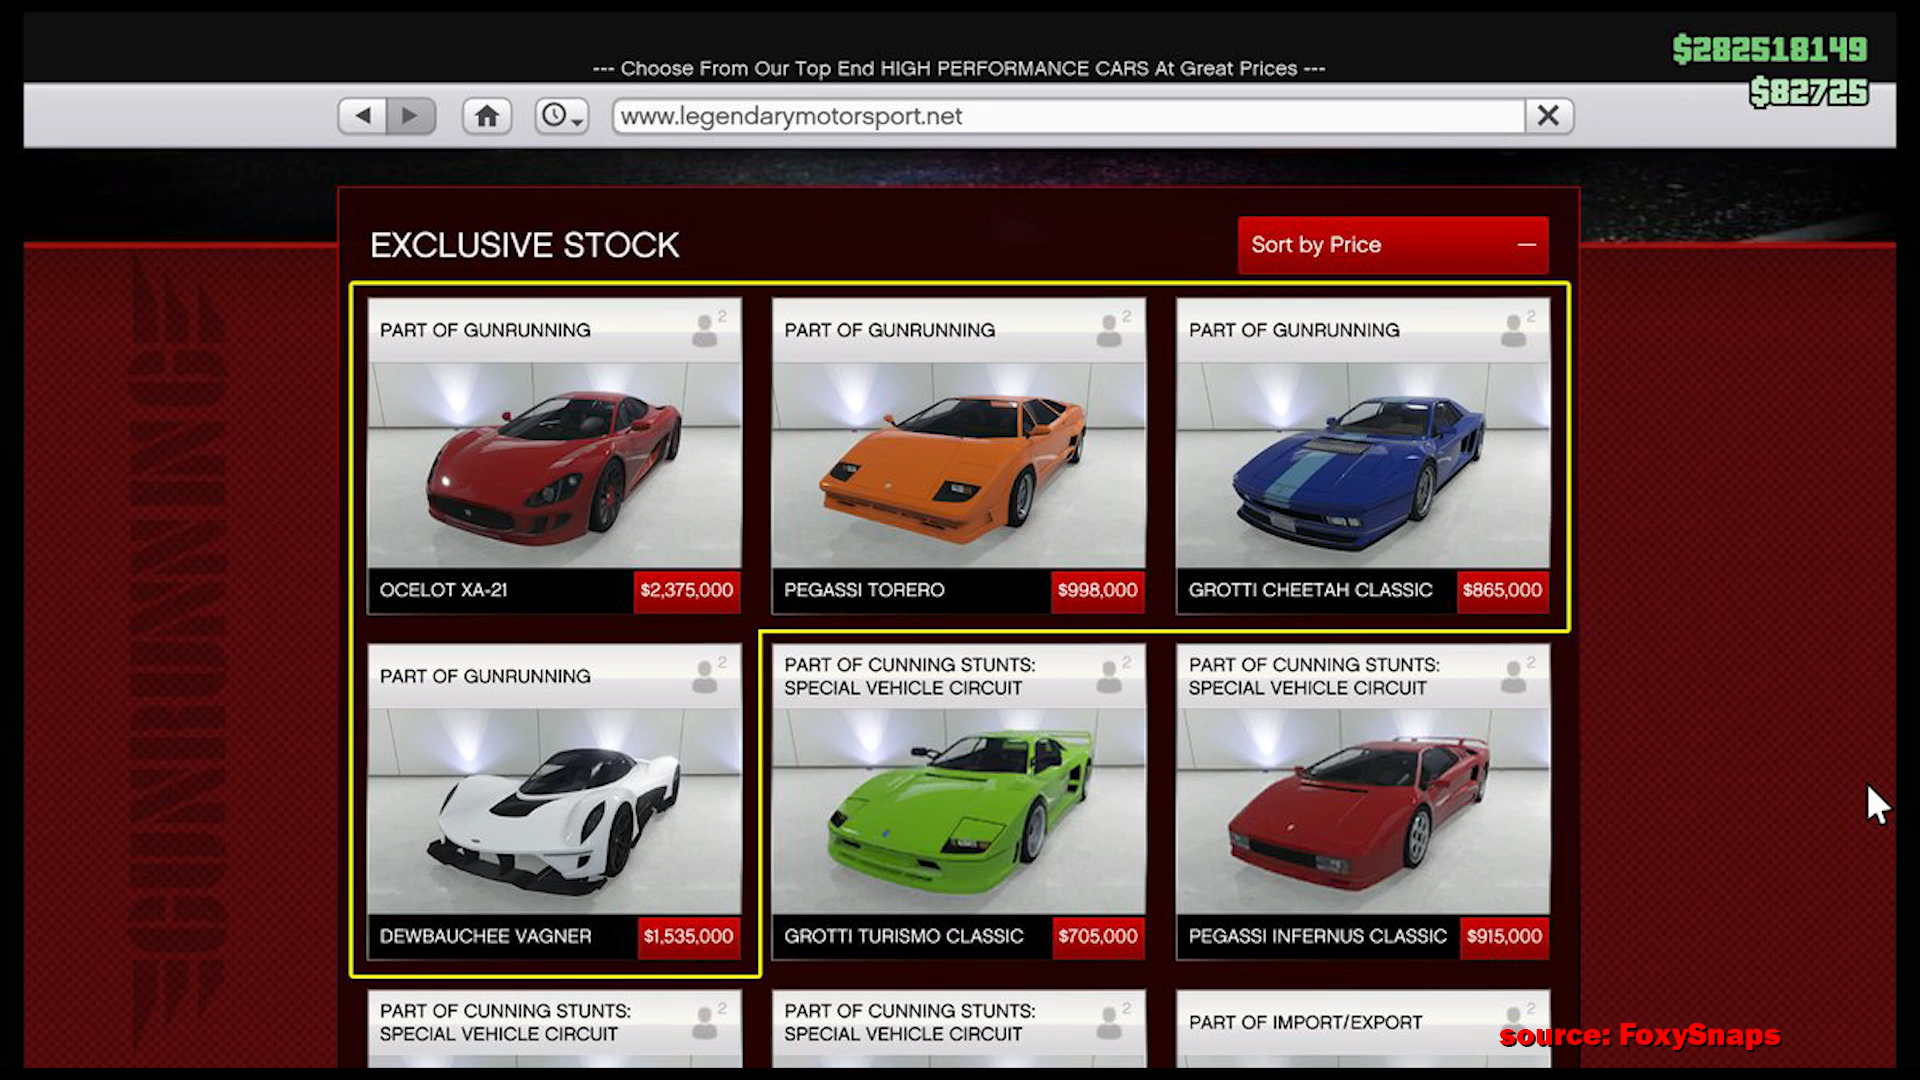 $282518149
--- Choose From Our Top End HIGH PERFORMANCE CARS At Great Prices ---
$82725
www.legendarymotorsport.net
EXCLUSIVE STOCK
Sort by Price
GUNRUNNING
PART OF GUNRUNNING
2
PART OF GUNRUNNING
2
PART OF GUNRUNNING
2
OCELOT XA-21
$2,375,000
PEGASSI TORERO
$998,000
GROTTI CHEETAH CLASSIC
$865,000
PART OF GUNRUNNING
2
PART OF CUNNING STUNTS:
SPECIAL VEHICLE CIRCUIT
2
PART OF CUNNING STUNTS:
SPECIAL VEHICLE CIRCUIT
2
DEWBAUCHEE VAGNER
$1,535,000
GROTTI TURISMO CLASSIC
$705,000
PEGASSI INFERNUS CLASSIC
$915,000
PART OF CUNNING STUNTS:
SPECIAL VEHICLE CIRCUIT
2
PART OF CUNNING STUNTS:
SPECIAL VEHICLE CIRCUIT
2
PART OF IMPORT/EXPORT
2
source: FoxySnaps